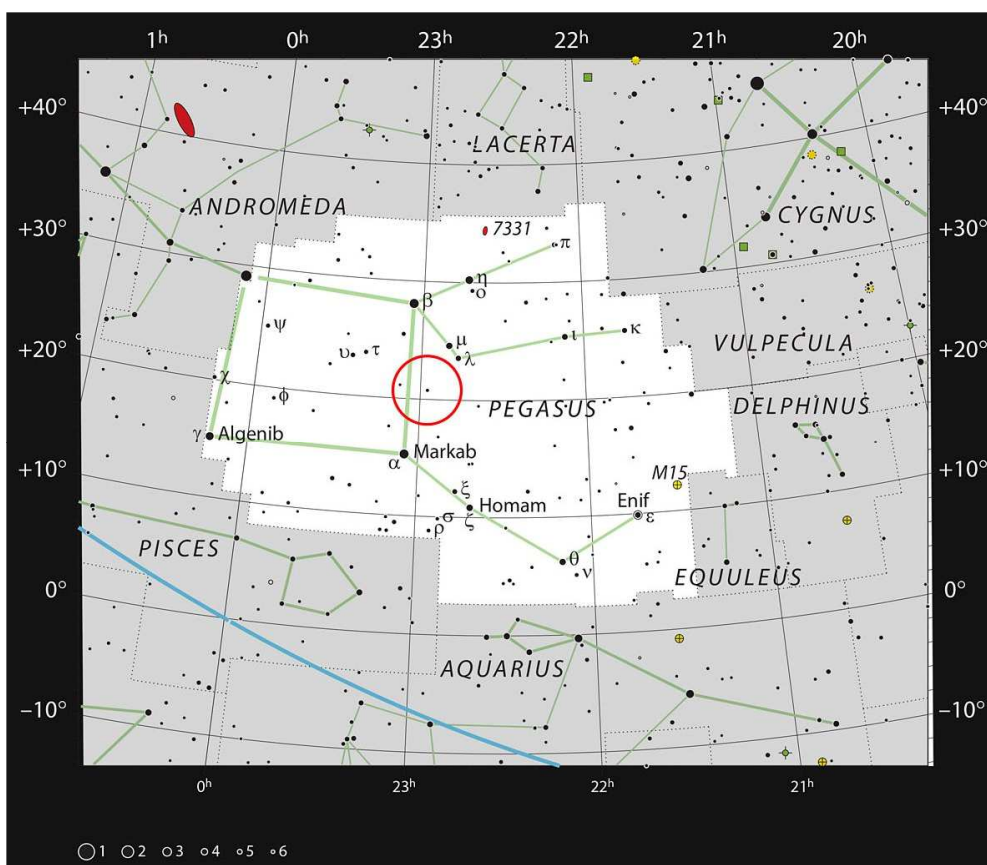 1h 0h 23h 22h 21h 20h
+40° +40°
LACERTA
ANDROMEDA
CYGNUS
+30° +30°
7331
π
η
ο
β
ψ
μ
ι
κ
υ τ
λ
VULPECULA
+20° +20°
χ
φ
PEGASUS
DELPHINUS
γ Algenib
Markab
α
+10° +10°
M15
ξ
Homam
Enif
ε
σ
ζ
ρ
PISCES
θ
ν
EQUULEUS
0° 0°
AQUARIUS
−10° −10°
0h 23h 22h 21h
1 2 3 4 5 6